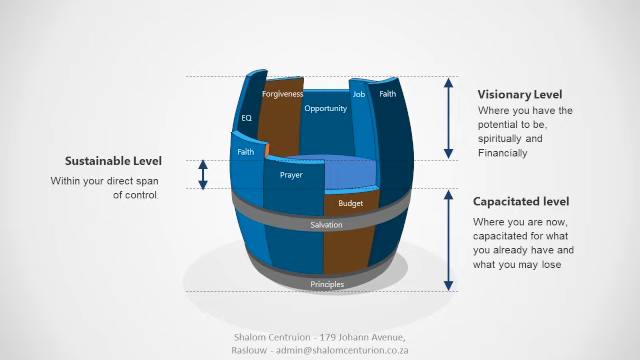 Forgiveness
Job
Faith
Opportunity
EQ
Faith
Prayer
Budget
Salvation
Principles
Sustainable Level
Within your direct span
of control
Visionary Level
Where you have the
potential to be,
spiritually and
Financially
Capacitated level
Where you are now,
capacitated for what
you already have and
what you may lose
Shalom Centruion - 179 Johann Avenue,
Raslouw - admin@shalomcenturion.co.za